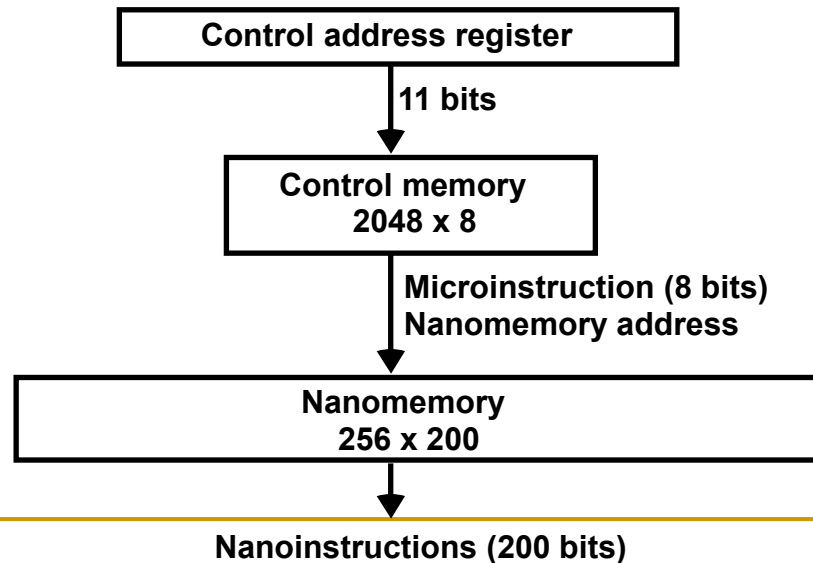 Control address register
11 bits
Control memory
2048 x 8
Microinstruction (8 bits)
Nanomemory address
Nanomemory
256 x 200
Nanoinstructions (200 bits)